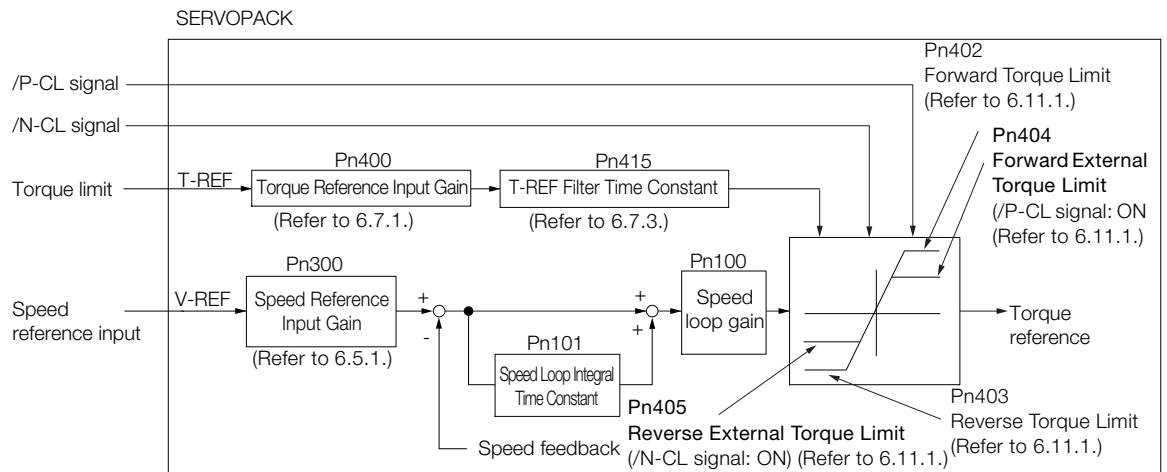 SERVOPACK
Pn402
Forward Torque Limit
(Refer to 6.11.1.)
/P-CL signal
/N-CL signal
Pn404
Forward External
Torque Limit
(/P-CL signal: ON
(Refer to 6.11.1.)
Pn400
Pn415
Torque limit
T-REF
Torque Reference Input Gain
T-REF Filter Time Constant
(Refer to 6.7.1.)
(Refer to 6.7.3.)
Pn300
Pn100
Speed
reference input
V-REF
Speed Reference
Input Gain
(Refer to 6.5.1.)
+
-
+
+
Speed
loop gain
Torque
reference
Pn101
Speed Loop Integral
Time Constant
Speed feedback
Pn405
Reverse External Torque Limit
(/N-CL signal: ON) (Refer to 6.11.1.)
Pn403
Reverse Torque Limit
(Refer to 6.11.1.)